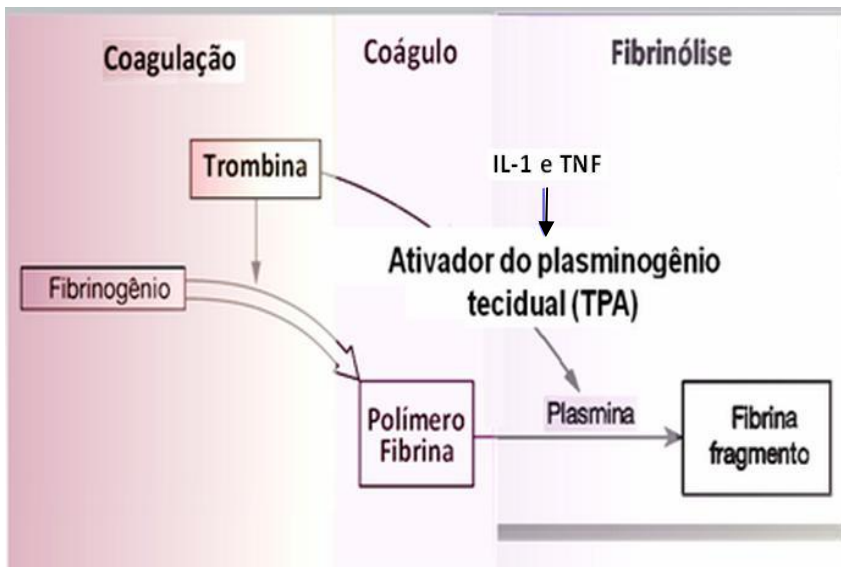 Coagulação
Coágulo
Fibrinólise
Trombina
IL-1 e TNF
Ativador do plasminogênio
tecidual (TPA)
Fibrinogênio
Polímero
Fibrina
Plasmina
Fibrina
fragmento